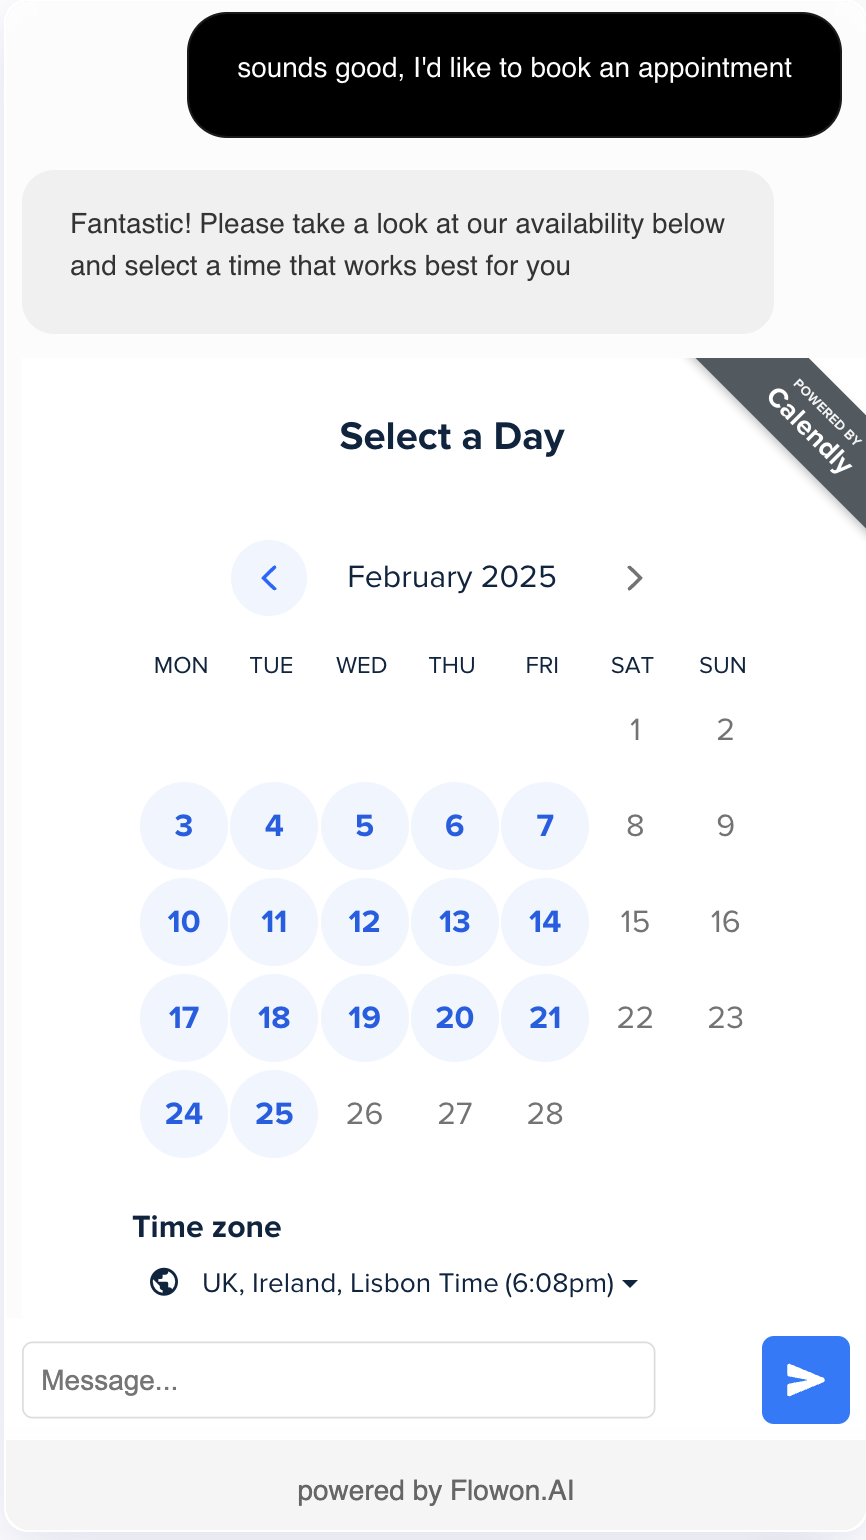 sounds good, I'd like to book an appointment
Fantastic! Please take a look at our availability below
and select a time that works best for you
POWERED BY
Calendly
Select a Day
February 2025
MON TUE WED THU FRI SAT SUN
1 2
3 4 5 6 7 8 9
10 11 12 13 14 15 16
17 18 19 20 21 22 23
24 25 26 27 28
Time zone
UK, Ireland, Lisbon Time (6:08pm)
Message...
powered by Flowon.AI